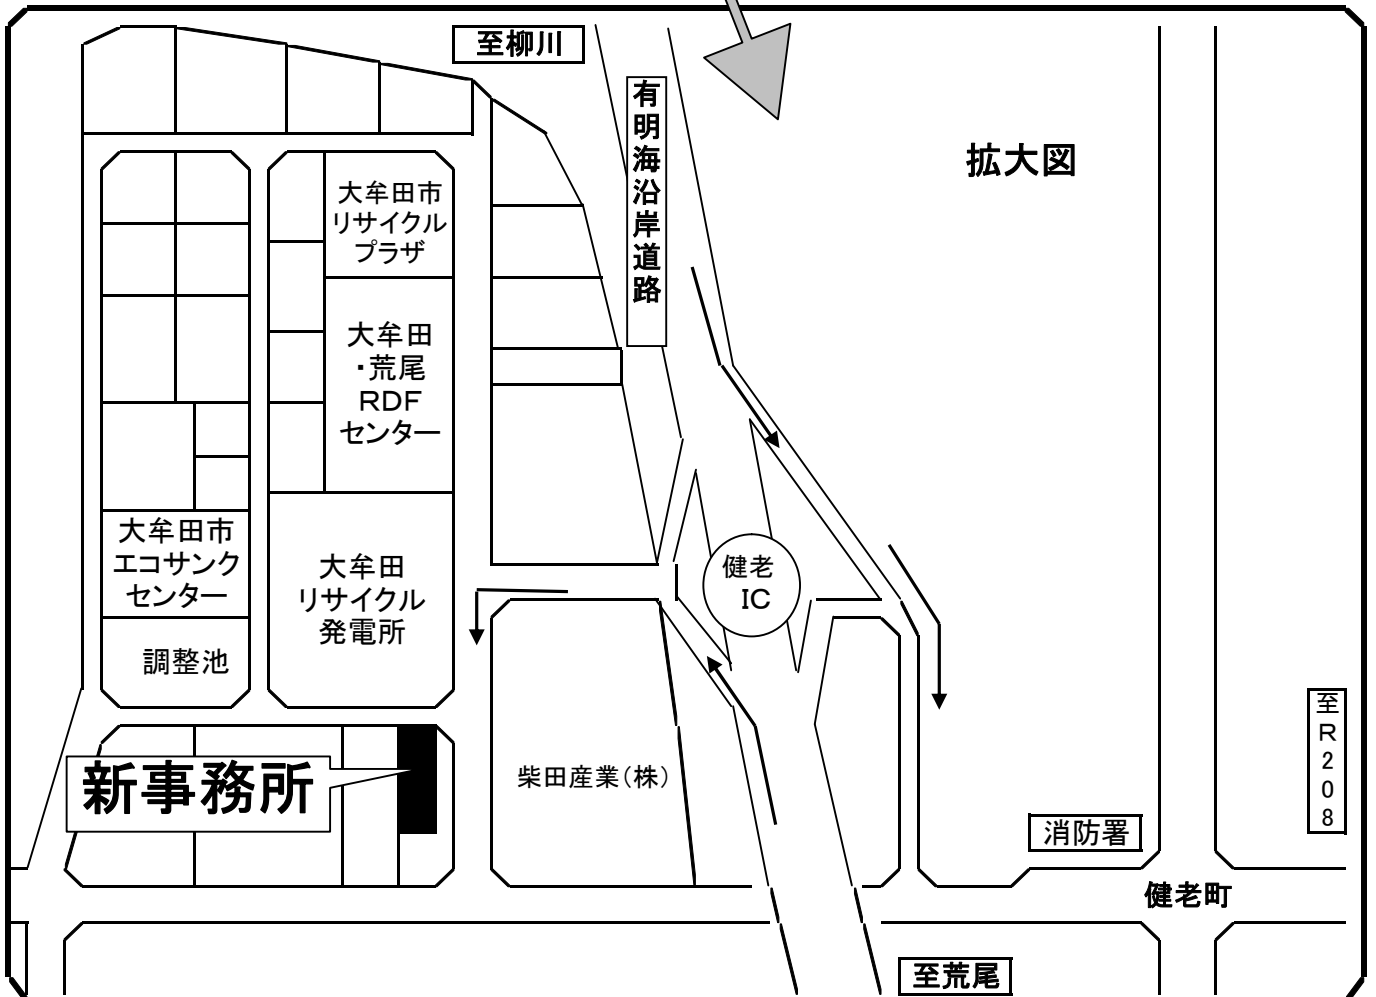 至柳川
有明海沿岸道路
拡大図
大牟田市
リサイクル
プラザ
大牟田
・荒尾
RDF
センター
大牟田市
エコサンク
センター
大牟田
リサイクル
発電所
健老
IC
調整池
至R208
新事務所
柴田産業(株)
消防署
健老町
至荒尾